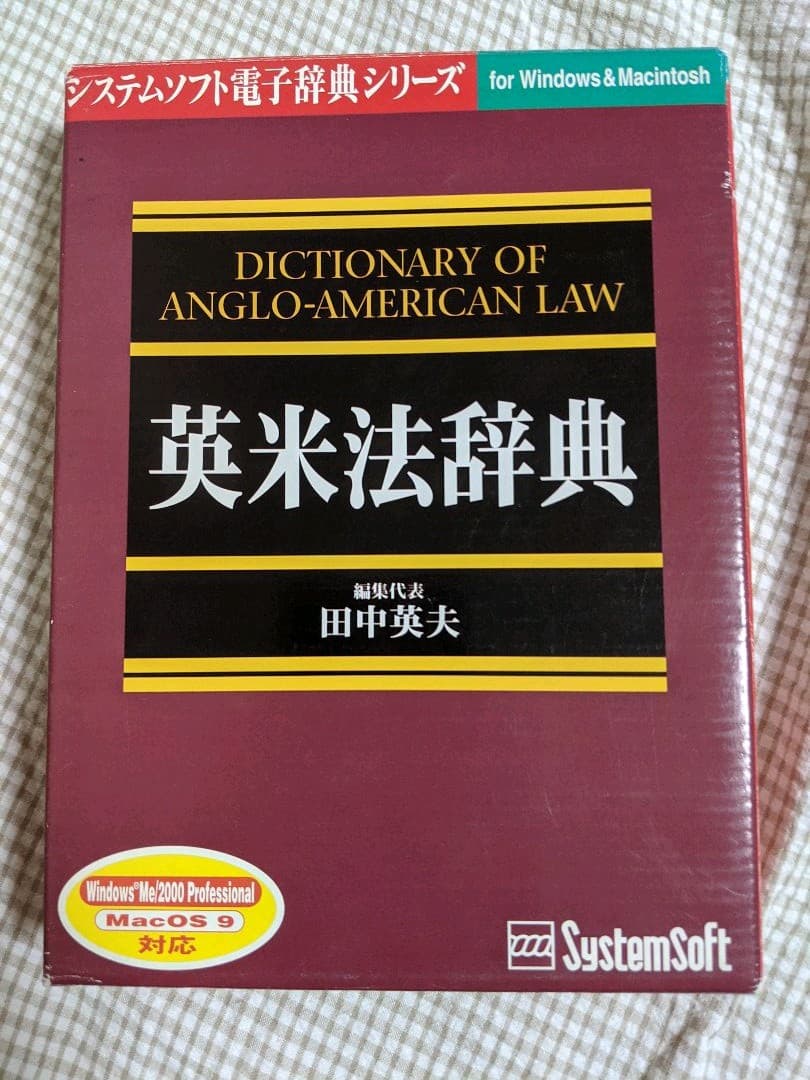 システムソフト電子辞典シリーズ
for Windows&Macintosh
DICTIONARY OF
ANGLO-AMERICAN LAW
英米法辞典
編集代表
田中英夫
Windows®Me/2000 Professional
MacOS 9
対応
SystemSoft